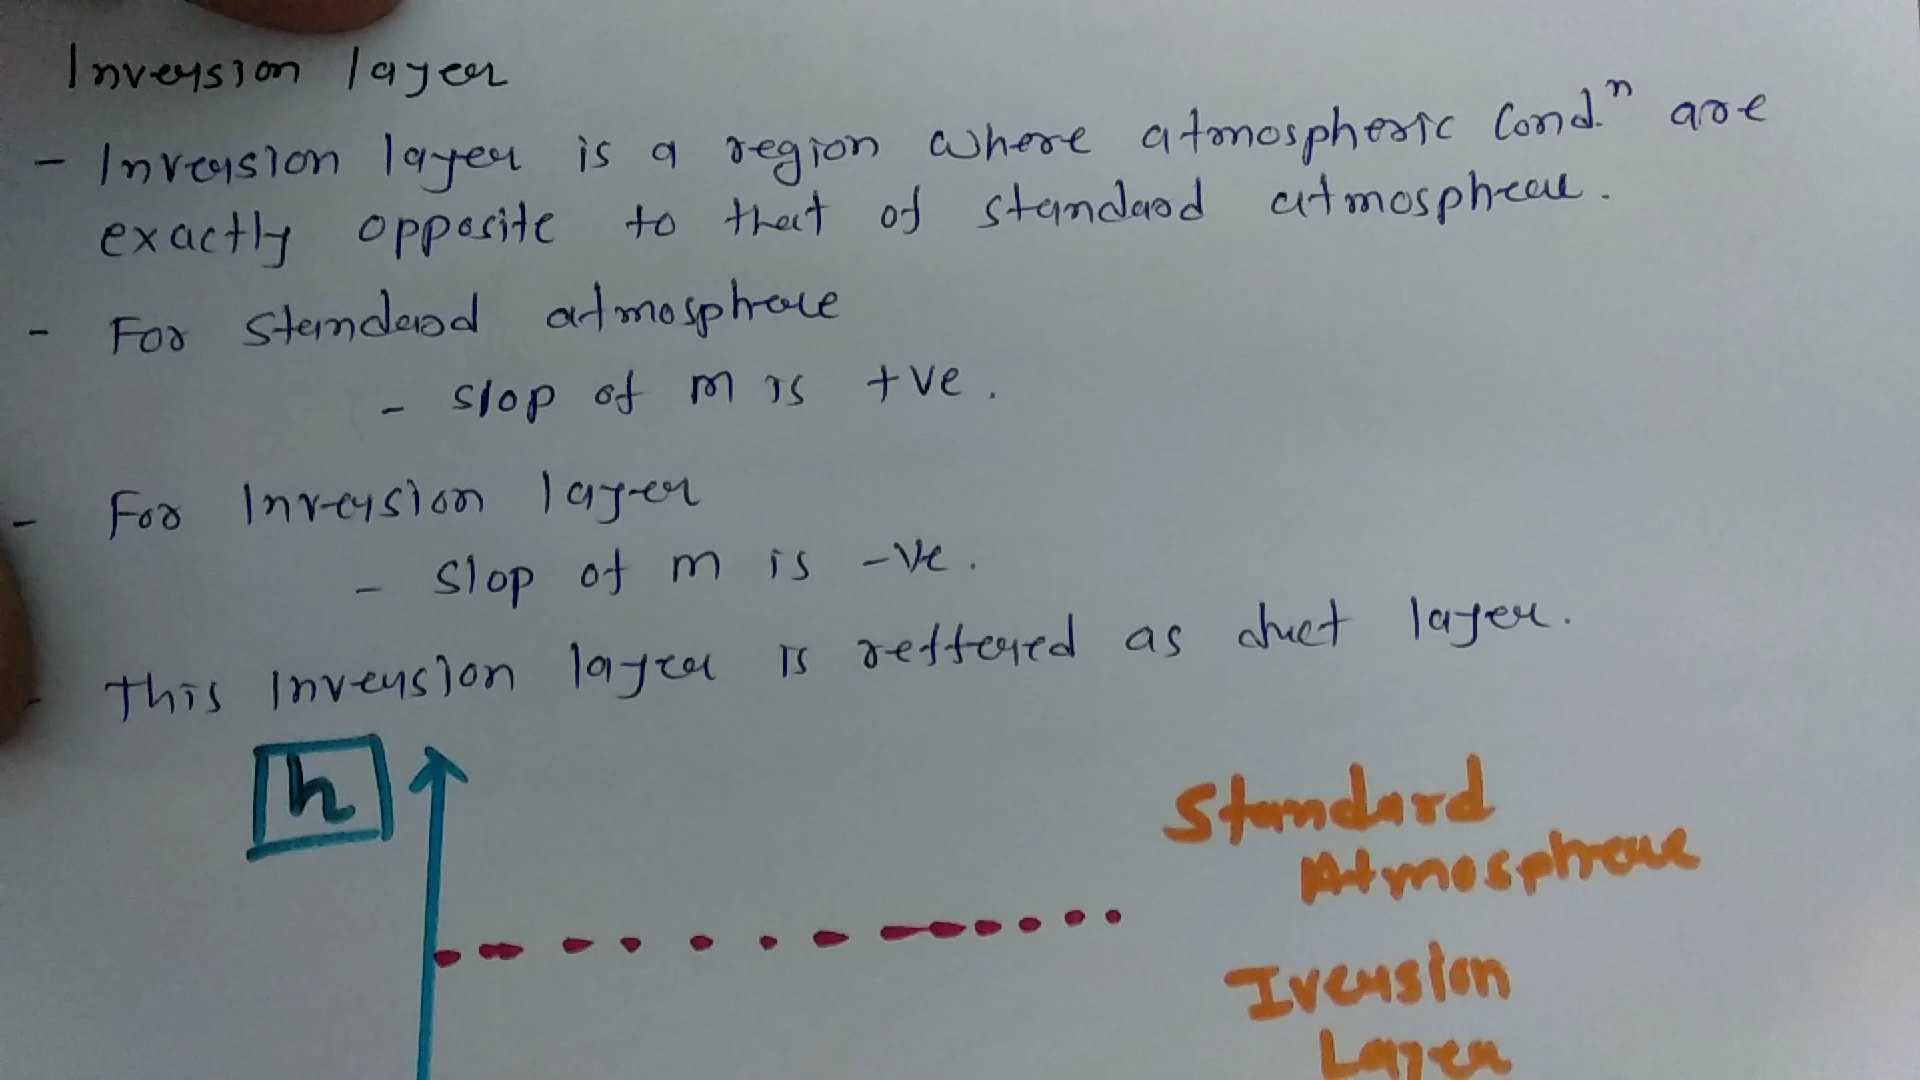 Inversion layer
- Inversion layer is a region where atmospheric Cond.ⁿ are
exactly opposite to that of standard atmosphere.
- For Standard atmosphere
- slop of m is +ve.
- For Inversion layer
- Slop of m is -ve.
- This Inversion layer is reffered as duct layer.
h
Standard
Atmosphere
Iversion
Layer